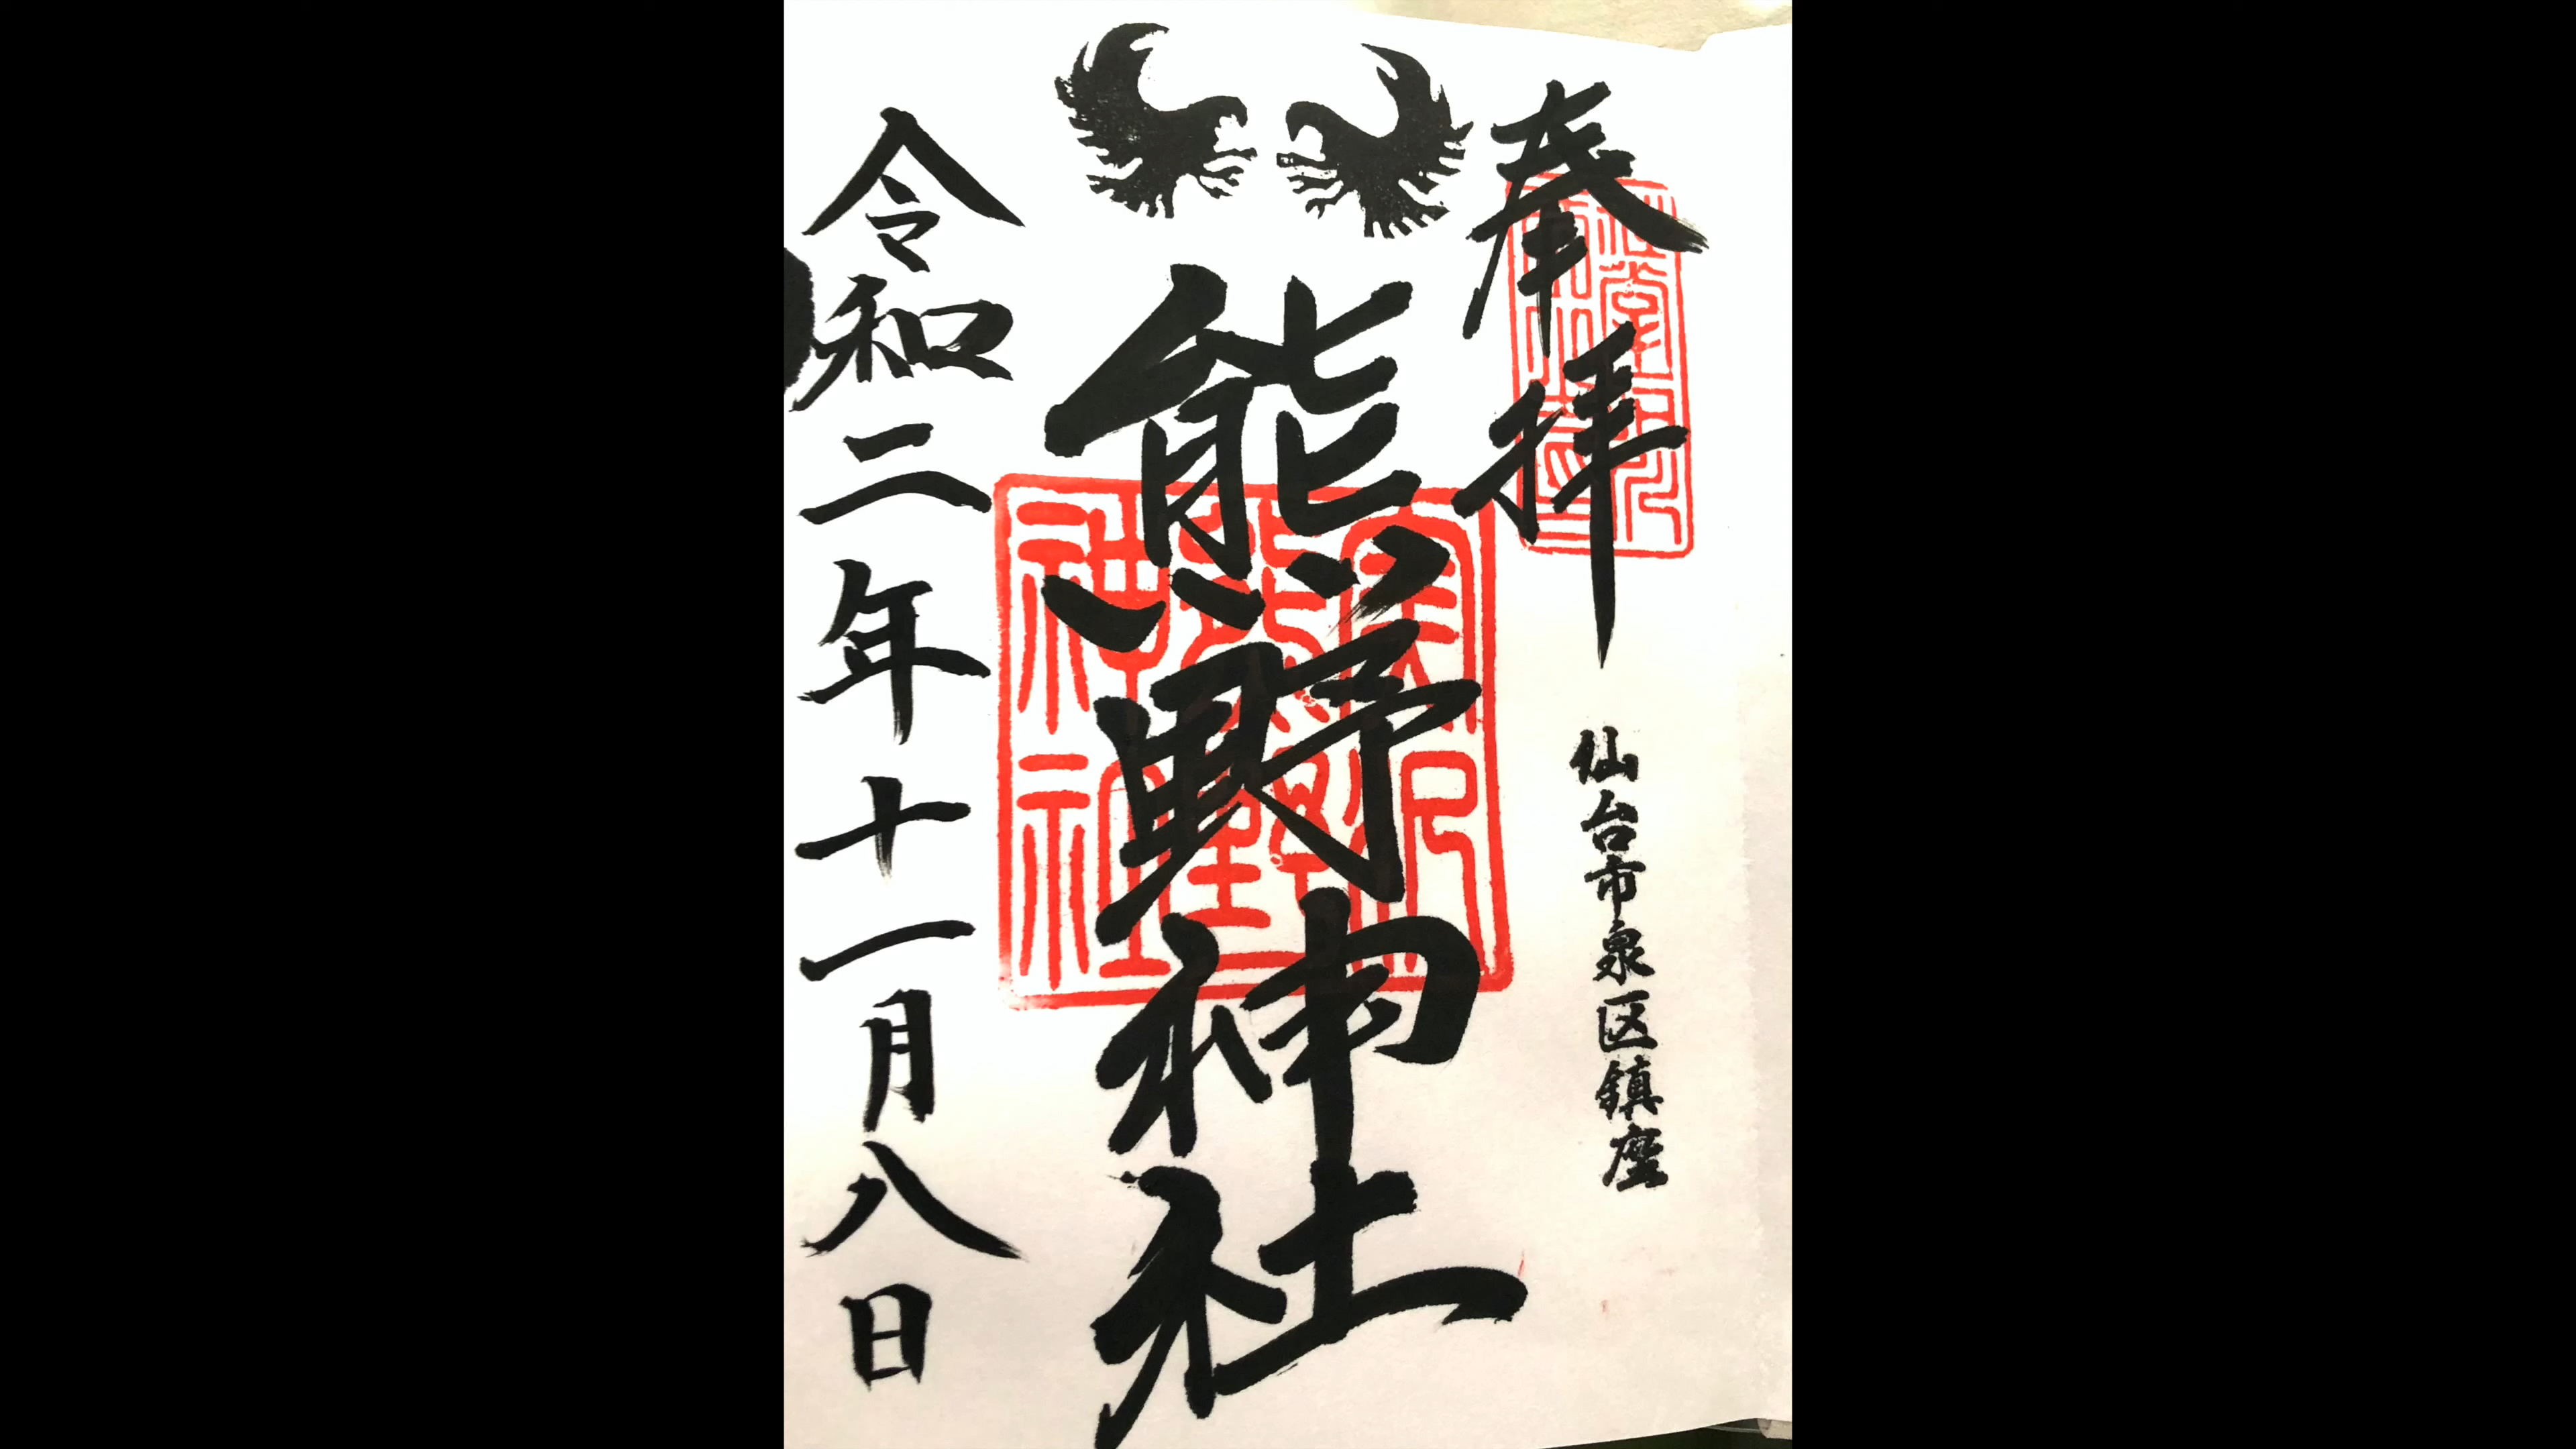 奉拝
仙台市泉区鎮座
熊野神社
令和二年十一月八日